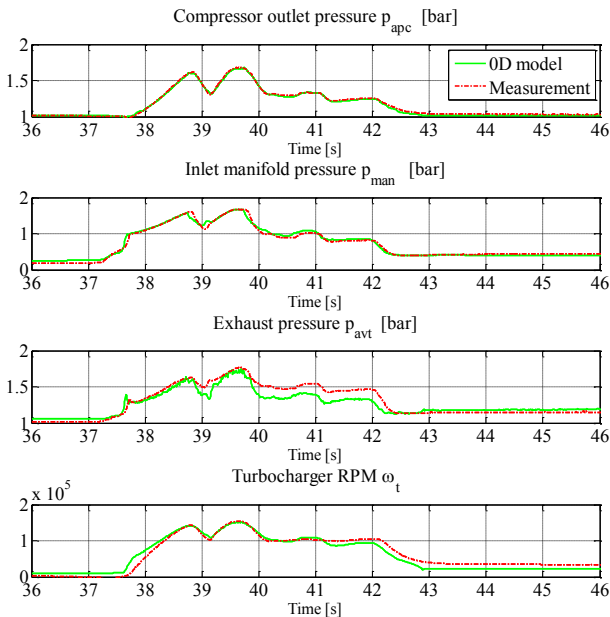 Compressor outlet pressure p_apc [bar]
2
1.5
1
0D model
Measurement
36 37 38 39 40 41 42 43 44 45 46
Time [s]
Inlet manifold pressure p_man [bar]
2
1
0
36 37 38 39 40 41 42 43 44 45 46
Time [s]
Exhaust pressure p_avt [bar]
2
1.5
1
36 37 38 39 40 41 42 43 44 45 46
Time [s]
Turbocharger RPM ω_t
x 10^5
2
1
0
36 37 38 39 40 41 42 43 44 45 46
Time [s]